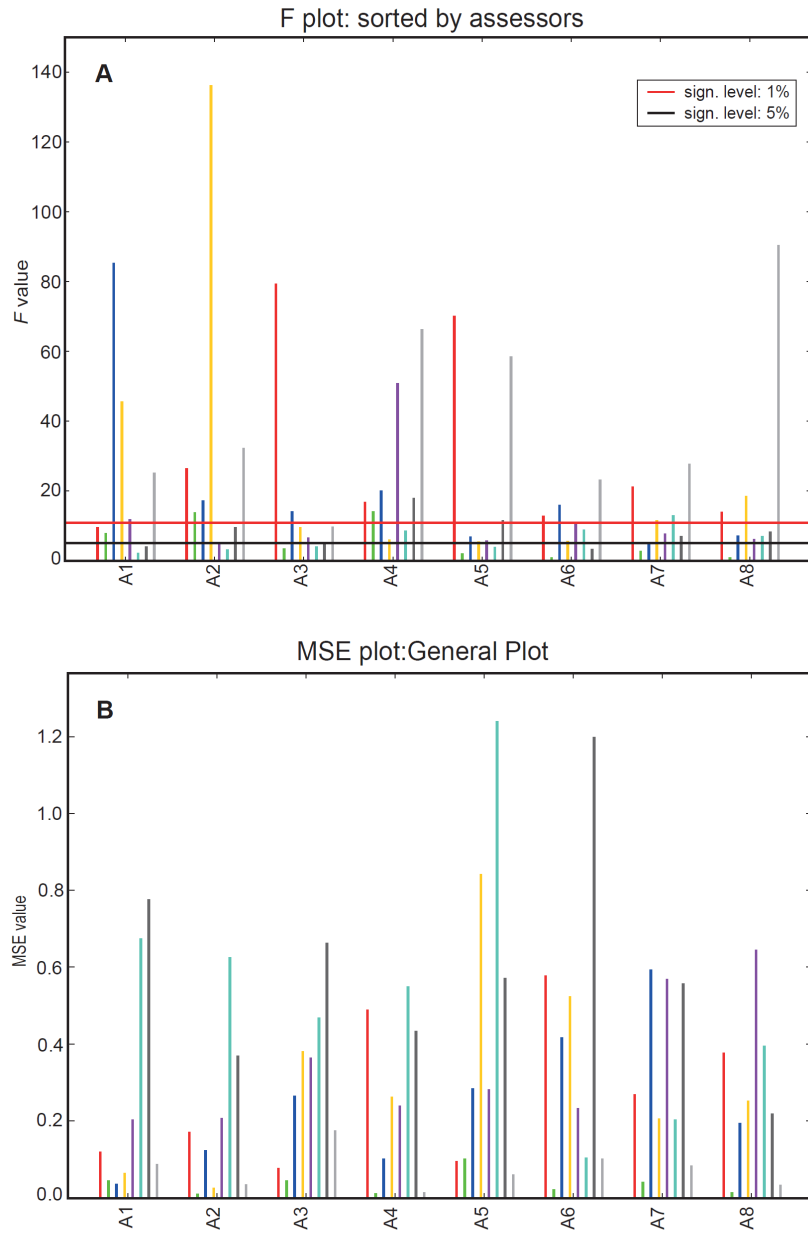 F plot: sorted by assessors
A
sign. level: 1%
sign. level: 5%
140
120
100
80
60
40
20
0
F value
A1 A2 A3 A4 A5 A6 A7 A8
MSE plot:General Plot
B
1.2
1.0
0.8
0.6
0.4
0.2
0.0
MSE value
A1 A2 A3 A4 A5 A6 A7 A8